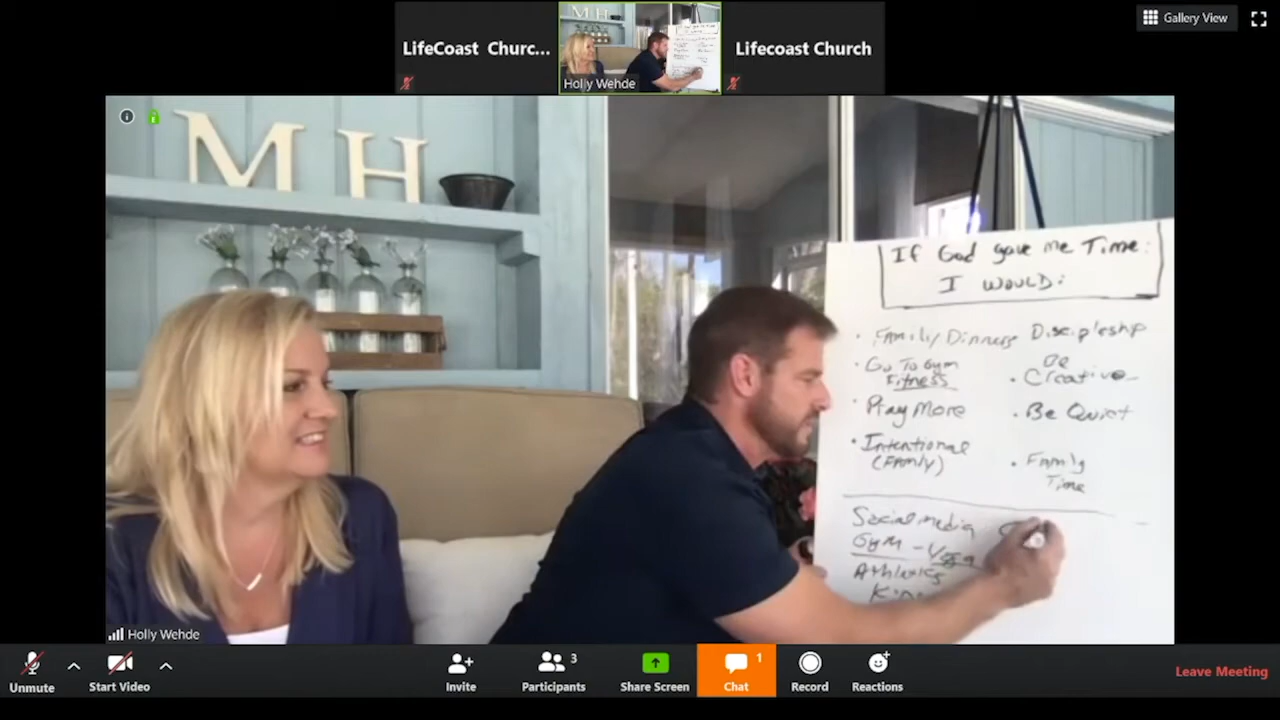 Gallery View
LifeCoast Churc...
Holly Wehde
Lifecoast Church
M H
If God gave me Time:
I WOULD:
• Family/Dinners
• Go To Gym
Fitness
• Pray More
• Intentional
(Family)
Discipleship
Be
• Creative
• Be Quiet
• Family
Time
Social media
Gym - Yoga
Athletics
Holly Wehde
Unmute
Start Video
Invite
Participants
3
Share Screen
Chat
1
Record
Reactions
Leave Meeting